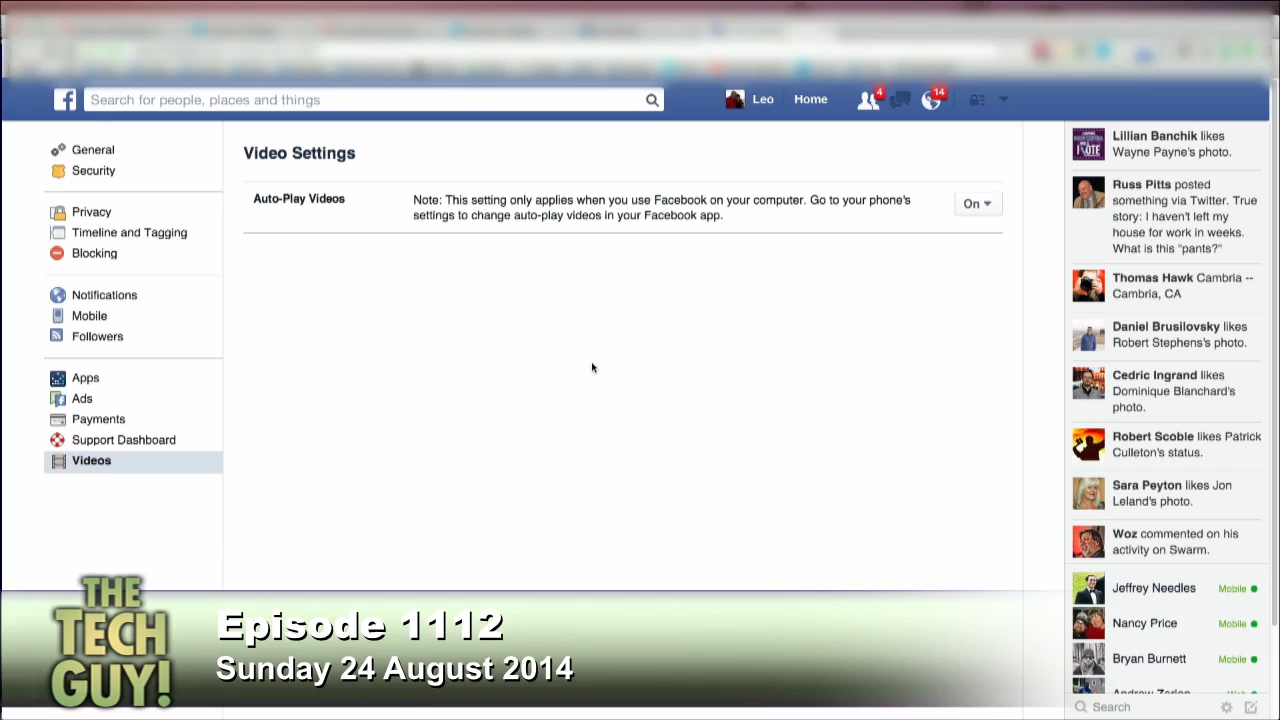 Search for people, places and things
Leo
Home
4
14
General
Security
Privacy
Timeline and Tagging
Blocking
Notifications
Mobile
Followers
Apps
Ads
Payments
Support Dashboard
Videos
Video Settings
Auto-Play Videos
Note: This setting only applies when you use Facebook on your computer. Go to your phone's
settings to change auto-play videos in your Facebook app.
On
Lillian Banchik likes
Wayne Payne's photo.
Russ Pitts posted
something via Twitter. True
story: I haven't left my
house for work in weeks.
What is this "pants?"
Thomas Hawk Cambria --
Cambria, CA
Daniel Brusilovsky likes
Robert Stephens's photo.
Cedric Ingrand likes
Dominique Blanchard's
photo.
Robert Scoble likes Patrick
Culleton's status.
Sara Peyton likes Jon
Leland's photo.
Woz commented on his
activity on Swarm.
Jeffrey Needles Mobile
Nancy Price Mobile
Bryan Burnett Mobile
Search
THE
TECH
GUY!
Episode 1112
Sunday 24 August 2014